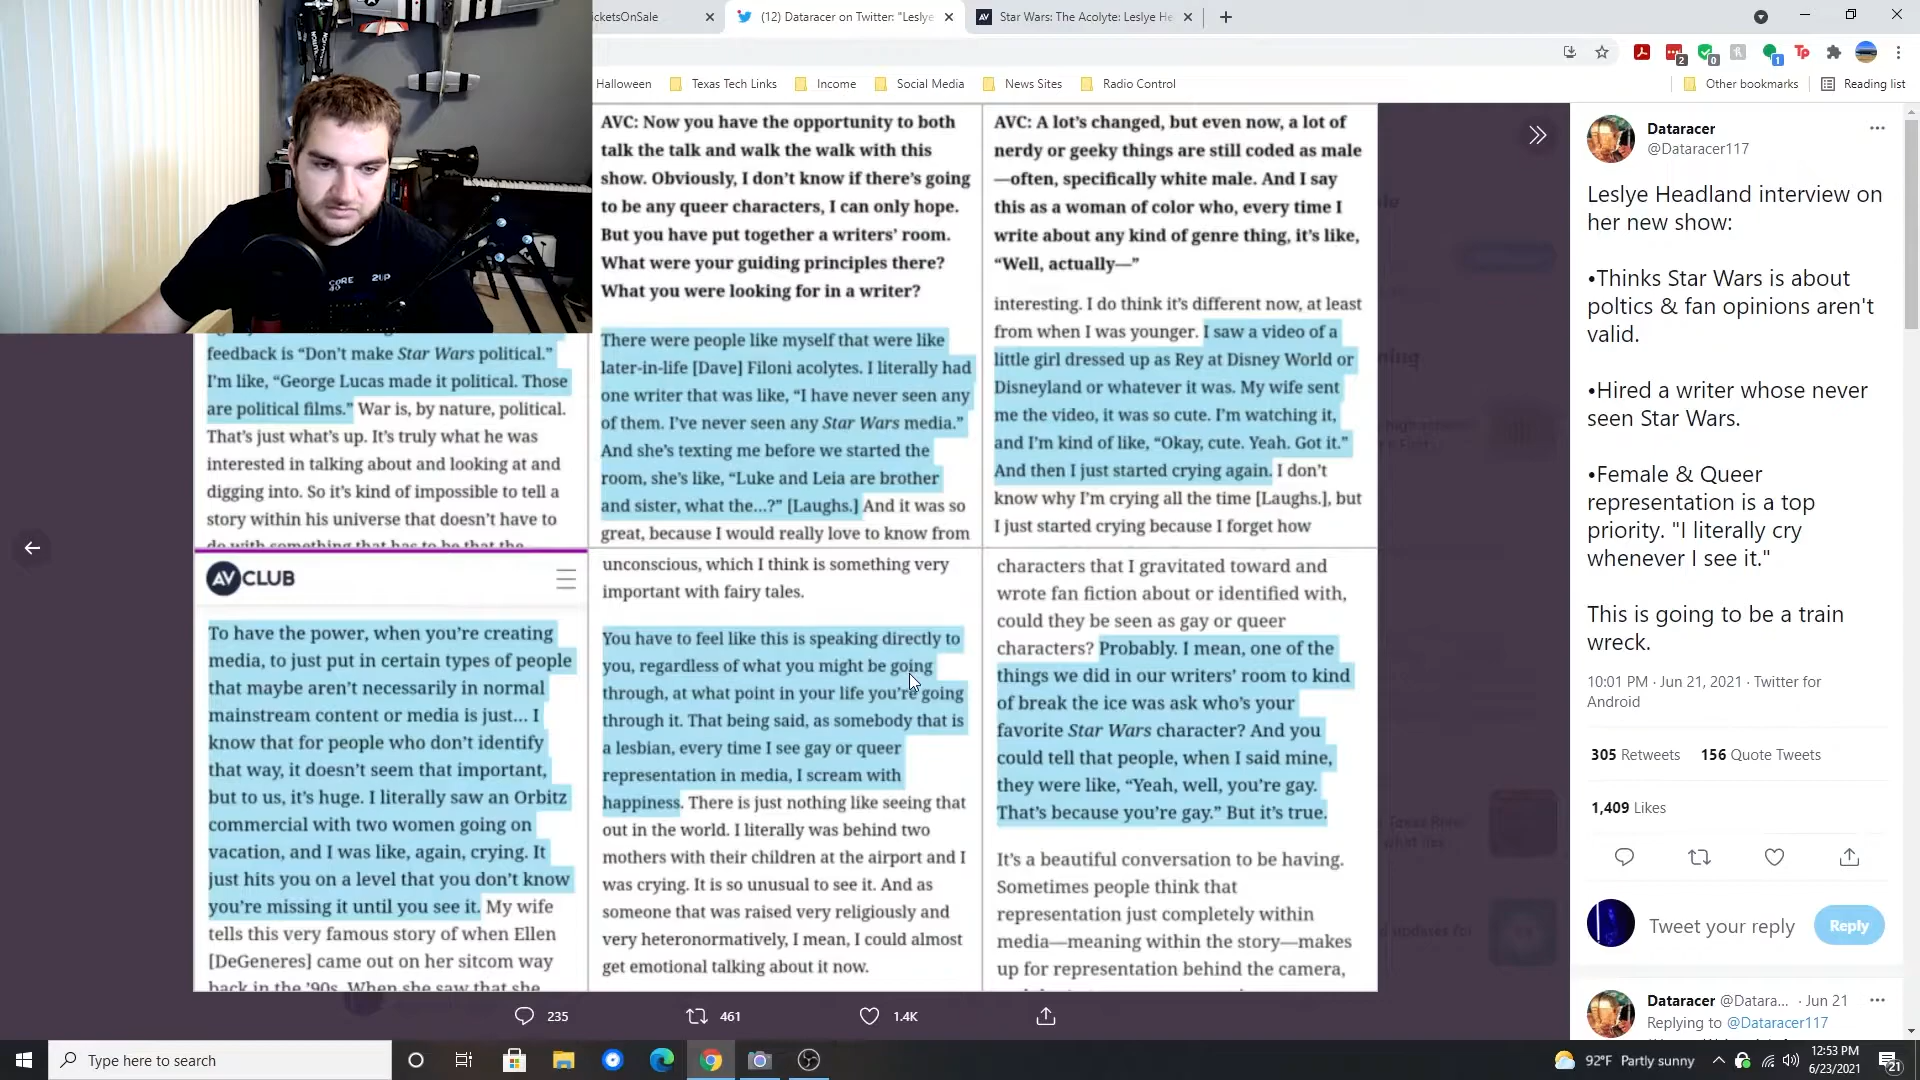 ticketsOnSale
(12) Dataracer on Twitter: "Leslye
Star Wars: The Acolyte: Leslye He
Halloween
Texas Tech Links
Income
Social Media
News Sites
Radio Control
Other bookmarks
Reading list
AVC: Now you have the opportunity to both
talk the talk and walk the walk with this
show. Obviously, I don't know if there's going
to be any queer characters, I can only hope.
But you have put together a writers' room.
What were your guiding principles there?
What you were looking for in a writer?
AVC: A lot's changed, but even now, a lot of
nerdy or geeky things are still coded as male
—often, specifically white male. And I say
this as a woman of color who, every time I
write about any kind of genre thing, it's like,
"Well, actually—"
feedback is "Don't make Star Wars political."
I'm like, "George Lucas made it political. Those
are political films." War is, by nature, political.
That's just what's up. It's truly what he was
interested in talking about and looking at and
digging into. So it's kind of impossible to tell a
story within his universe that doesn't have to
do with something that has to be that the
There were people like myself that were like
later-in-life [Dave] Filoni acolytes. I literally had
one writer that was like, "I have never seen any
of them. I've never seen any Star Wars media."
And she's texting me before we started the
room, she's like, "Luke and Leia are brother
and sister, what the...?" [Laughs.] And it was so
great, because I would really love to know from
interesting. I do think it's different now, at least
from when I was younger. I saw a video of a
little girl dressed up as Rey at Disney World or
Disneyland or whatever it was. My wife sent
me the video, it was so cute. I'm watching it,
and I'm kind of like, "Okay, cute. Yeah. Got it."
And then I just started crying again. I don't
know why I'm crying all the time [Laughs.], but
I just started crying because I forget how
AV CLUB
To have the power, when you're creating
media, to just put in certain types of people
that maybe aren't necessarily in normal
mainstream content or media is just... I
know that for people who don't identify
that way, it doesn't seem that important,
but to us, it's huge. I literally saw an Orbitz
commercial with two women going on
vacation, and I was like, again, crying. It
just hits you on a level that you don't know
you're missing it until you see it. My wife
tells this very famous story of when Ellen
[DeGeneres] came out on her sitcom way
back in the '90s. When she saw that she
unconscious, which I think is something very
important with fairy tales.
You have to feel like this is speaking directly to
you, regardless of what you might be going
through, at what point in your life you're going
through it. That being said, as somebody that is
a lesbian, every time I see gay or queer
representation in media, I scream with
happiness. There is just nothing like seeing that
out in the world. I literally was behind two
mothers with their children at the airport and I
was crying. It is so unusual to see it. And as
someone that was raised very religiously and
very heteronormatively, I mean, I could almost
get emotional talking about it now.
characters that I gravitated toward and
wrote fan fiction about or identified with,
could they be seen as gay or queer
characters? Probably. I mean, one of the
things we did in our writers' room to kind
of break the ice was ask who's your
favorite Star Wars character? And you
could tell that people, when I said mine,
they were like, "Yeah, well, you're gay.
That's because you're gay." But it's true.
It's a beautiful conversation to be having.
Sometimes people think that
representation just completely within
media—meaning within the story—makes
up for representation behind the camera,
235
461
1.4K
Dataracer
@Dataracer117
Leslye Headland interview on
her new show:
•Thinks Star Wars is about
poltics & fan opinions aren't
valid.
•Hired a writer whose never
seen Star Wars.
•Female & Queer
representation is a top
priority. "I literally cry
whenever I see it."
This is going to be a train
wreck.
10:01 PM · Jun 21, 2021 · Twitter for
Android
305 Retweets 156 Quote Tweets
1,409 Likes
Tweet your reply
Reply
Dataracer @Datara... · Jun 21
Replying to @Dataracer117
Type here to search
92°F Partly sunny
12:53 PM
6/23/2021
21